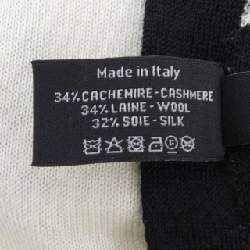 Made in Italy
34% CACHEMIRE - CASHMERE
34% LAINE - WOOL
32% SOIE - SILK